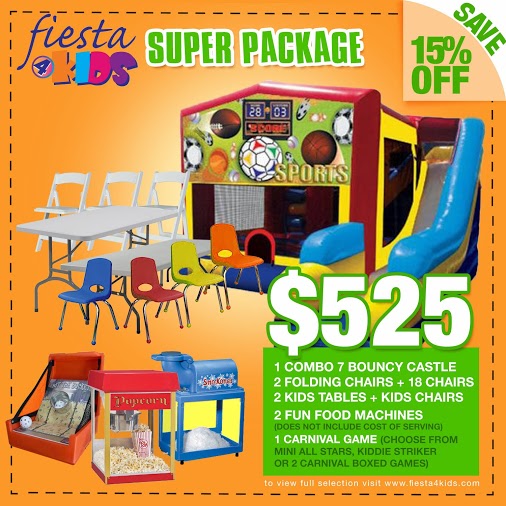 fiesta
4 KiDS
SUPER PACKAGE
SAVE
15%
OFF
28 03
SCORE
SPORTS
$525
1 COMBO 7 BOUNCY CASTLE
2 FOLDING CHAIRS + 18 CHAIRS
2 KIDS TABLES + KIDS CHAIRS
2 FUN FOOD MACHINES
(DOES NOT INCLUDE COST OF SERVING)
1 CARNIVAL GAME (CHOOSE FROM
MINI ALL STARS, KIDDIE STRIKER
OR 2 CARNIVAL BOXED GAMES)
to view full selection visit www.fiesta4kids.com
Popcorn